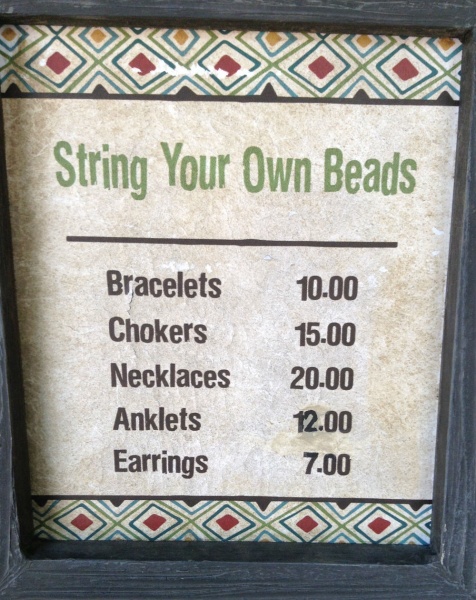 String Your Own Beads
Bracelets 10.00
Chokers 15.00
Necklaces 20.00
Anklets 12.00
Earrings 7.00